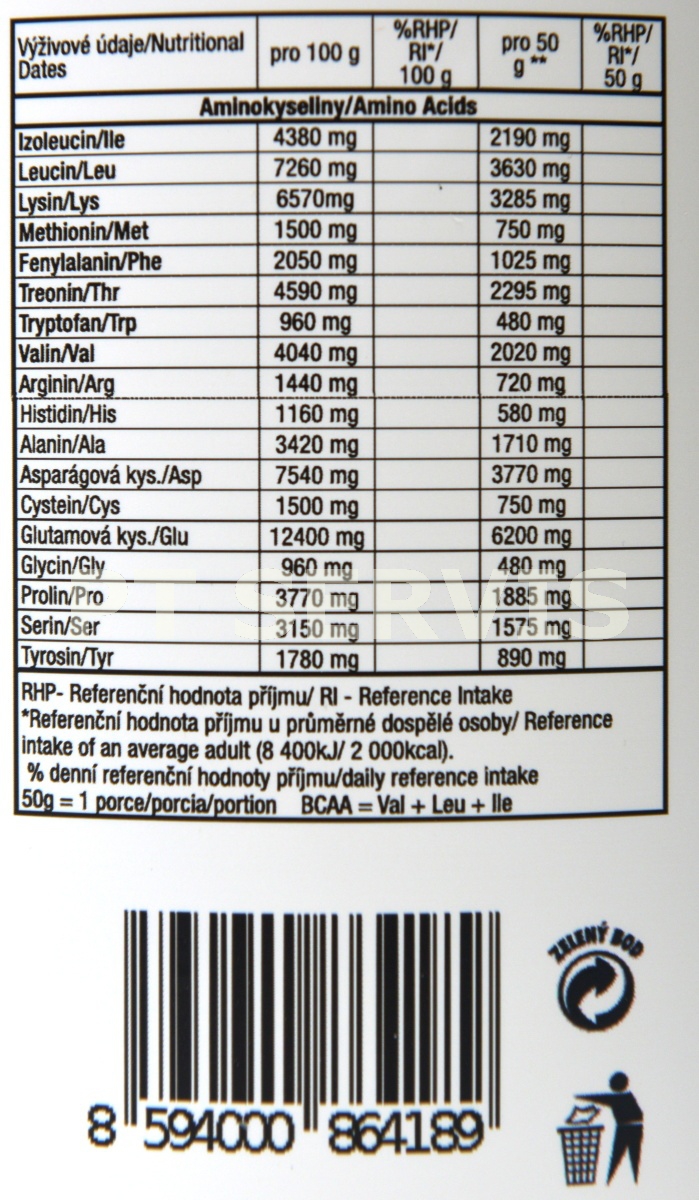 Výživové údaje/Nutritional Dates pro 100 g %RHP/ RI*/ 100 g pro 50 g ** %RHP/ RI*/ 50 g
Aminokyseliny/Amino Acids
Izoleucin/Ile 4380 mg 2190 mg
Leucin/Leu 7260 mg 3630 mg
Lysin/Lys 6570mg 3285 mg
Methionin/Met 1500 mg 750 mg
Fenylalanin/Phe 2050 mg 1025 mg
Treonin/Thr 4590 mg 2295 mg
Tryptofan/Trp 960 mg 480 mg
Valin/Val 4040 mg 2020 mg
Arginin/Arg 1440 mg 720 mg
Histidin/His 1160 mg 580 mg
Alanin/Ala 3420 mg 1710 mg
Asparágová kys./Asp 7540 mg 3770 mg
Cystein/Cys 1500 mg 750 mg
Glutamová kys./Glu 12400 mg 6200 mg
Glycin/Gly 960 mg 480 mg
Prolin/Pro 3770 mg 1885 mg
Serin/Ser 3150 mg 1575 mg
Tyrosin/Tyr 1780 mg 890 mg
PT SERVIS
RHP- Referenční hodnota příjmu/ RI - Reference Intake
*Referenční hodnota příjmu u průměrné dospělé osoby/ Reference
intake of an average adult (8 400kJ/ 2 000kcal).
% denní referenční hodnoty příjmu/daily reference intake
50g = 1 porce/porcia/portion BCAA = Val + Leu + Ile
ZELENÝ BOD
8 594000 864189